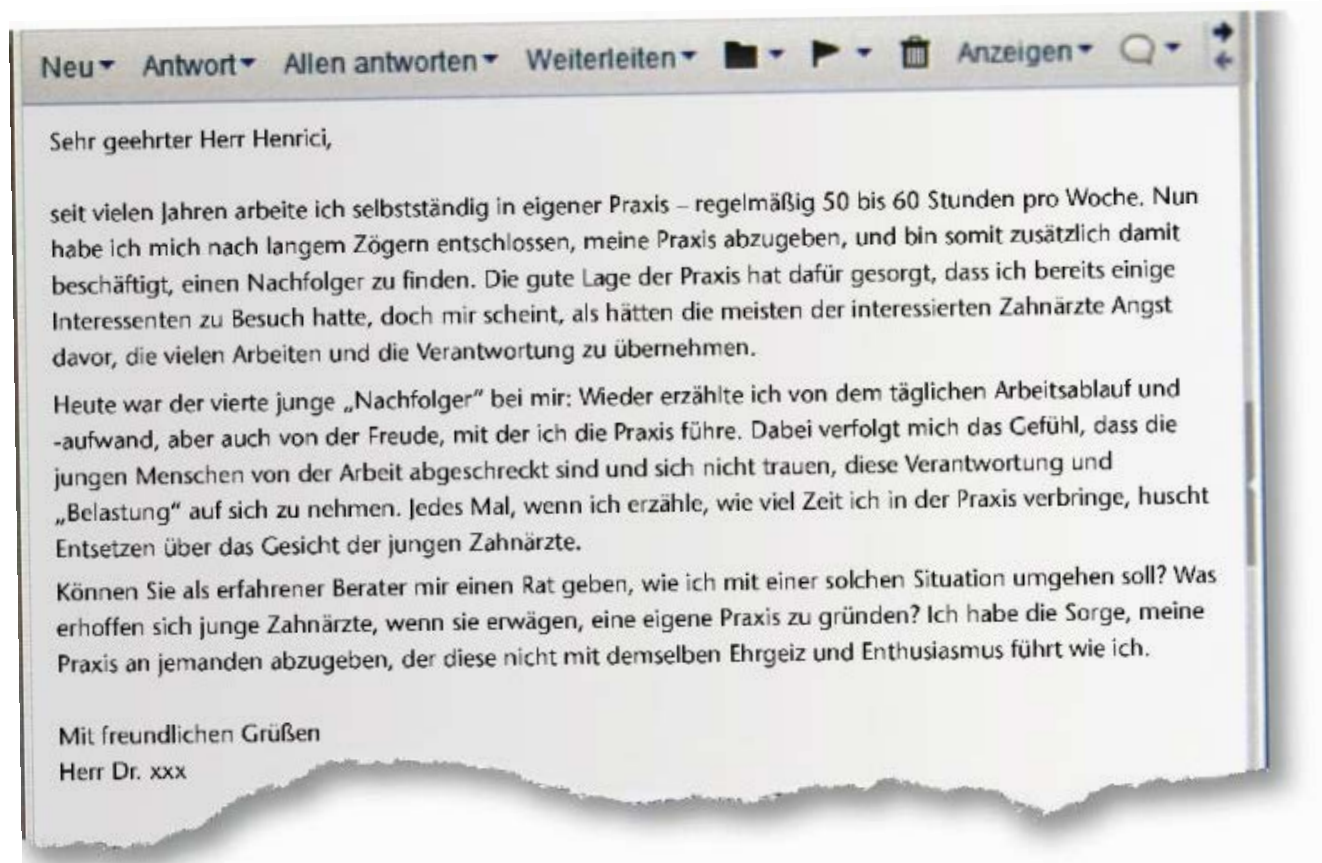 Neu Antwort Allen antworten Weiterleiten Anzeigen
Sehr geehrter Herr Henrici,
seit vielen Jahren arbeite ich selbstständig in eigener Praxis – regelmäßig 50 bis 60 Stunden pro Woche. Nun
habe ich mich nach langem Zögern entschlossen, meine Praxis abzugeben, und bin somit zusätzlich damit
beschäftigt, einen Nachfolger zu finden. Die gute Lage der Praxis hat dafür gesorgt, dass ich bereits einige
Interessenten zu Besuch hatte, doch mir scheint, als hätten die meisten der interessierten Zahnärzte Angst
davor, die vielen Arbeiten und die Verantwortung zu übernehmen.
Heute war der vierte junge „Nachfolger“ bei mir: Wieder erzählte ich von dem täglichen Arbeitsablauf und
-aufwand, aber auch von der Freude, mit der ich die Praxis führe. Dabei verfolgt mich das Gefühl, dass die
jungen Menschen von der Arbeit abgeschreckt sind und sich nicht trauen, diese Verantwortung und
„Belastung“ auf sich zu nehmen. Jedes Mal, wenn ich erzähle, wie viel Zeit ich in der Praxis verbringe, huscht
Entsetzen über das Gesicht der jungen Zahnärzte.
Können Sie als erfahrener Berater mir einen Rat geben, wie ich mit einer solchen Situation umgehen soll? Was
erhoffen sich junge Zahnärzte, wenn sie erwägen, eine eigene Praxis zu gründen? Ich habe die Sorge, meine
Praxis an jemanden abzugeben, der diese nicht mit demselben Ehrgeiz und Enthusiasmus führt wie ich.
Mit freundlichen Grüßen
Herr Dr. xxx